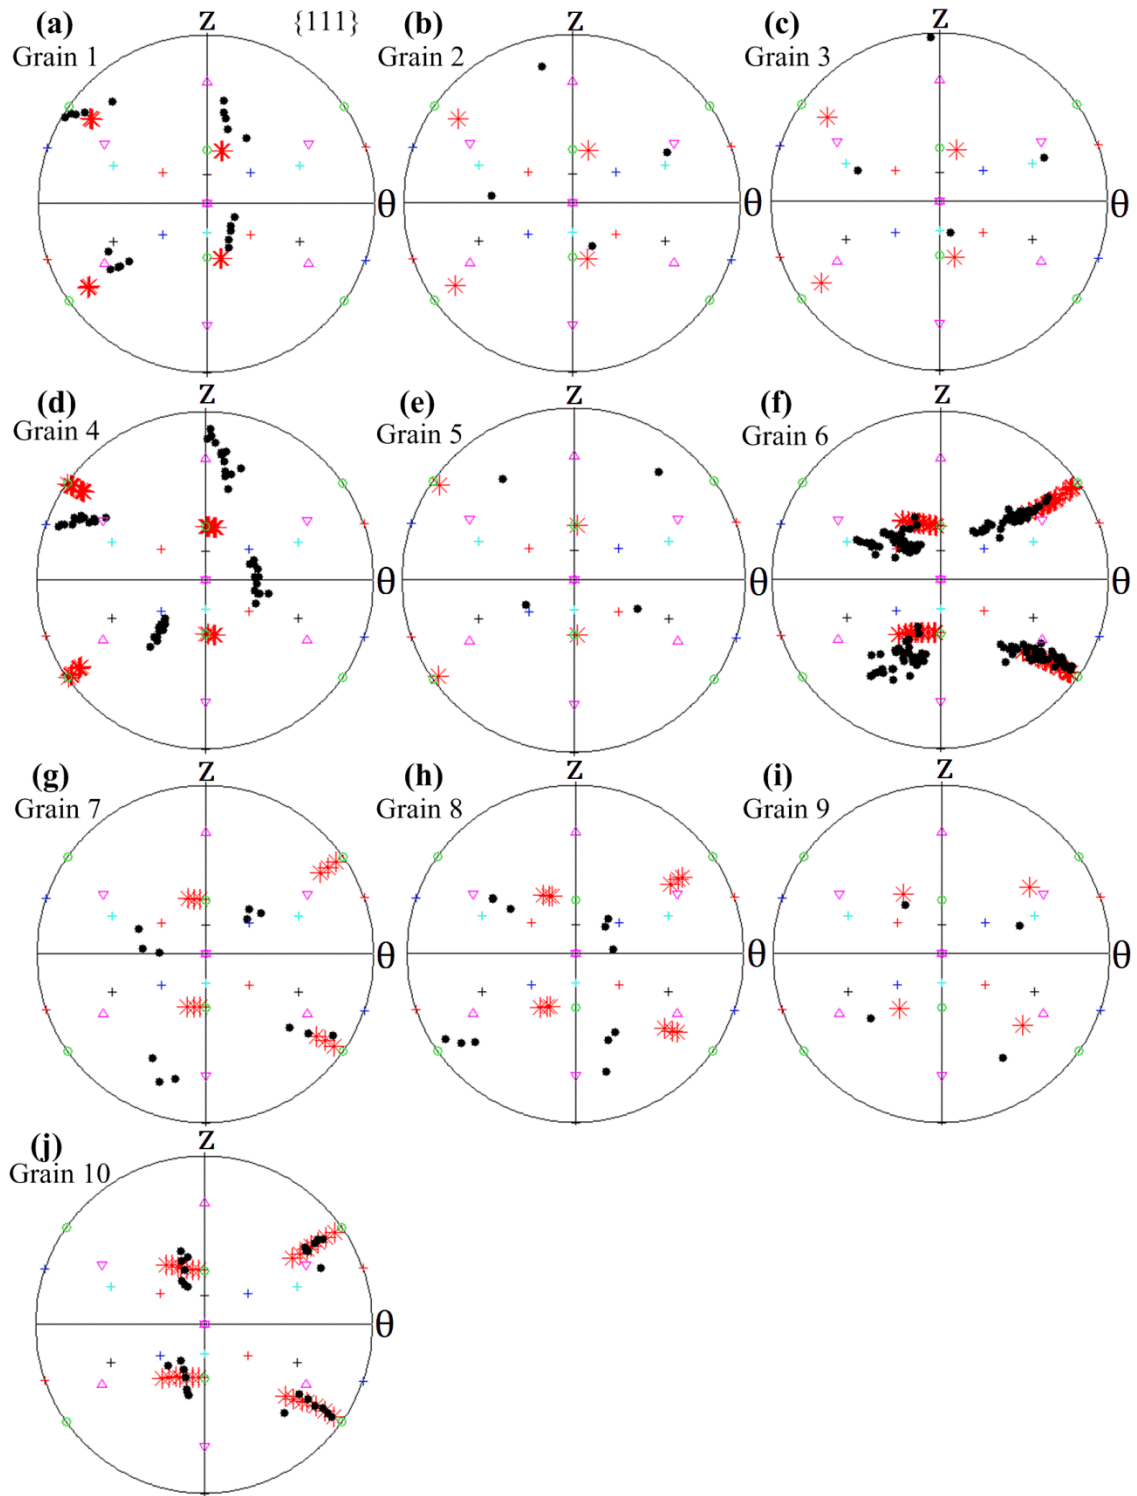 (a) Z {111} (b) Z (c) Z
Grain 1 Grain 2 Grain 3
θ θ θ
(d) Z (e) Z (f) Z
Grain 4 Grain 5 Grain 6
θ θ θ
(g) Z (h) Z (i) Z
Grain 7 Grain 8 Grain 9
θ θ θ
(j) Z
Grain 10
θ